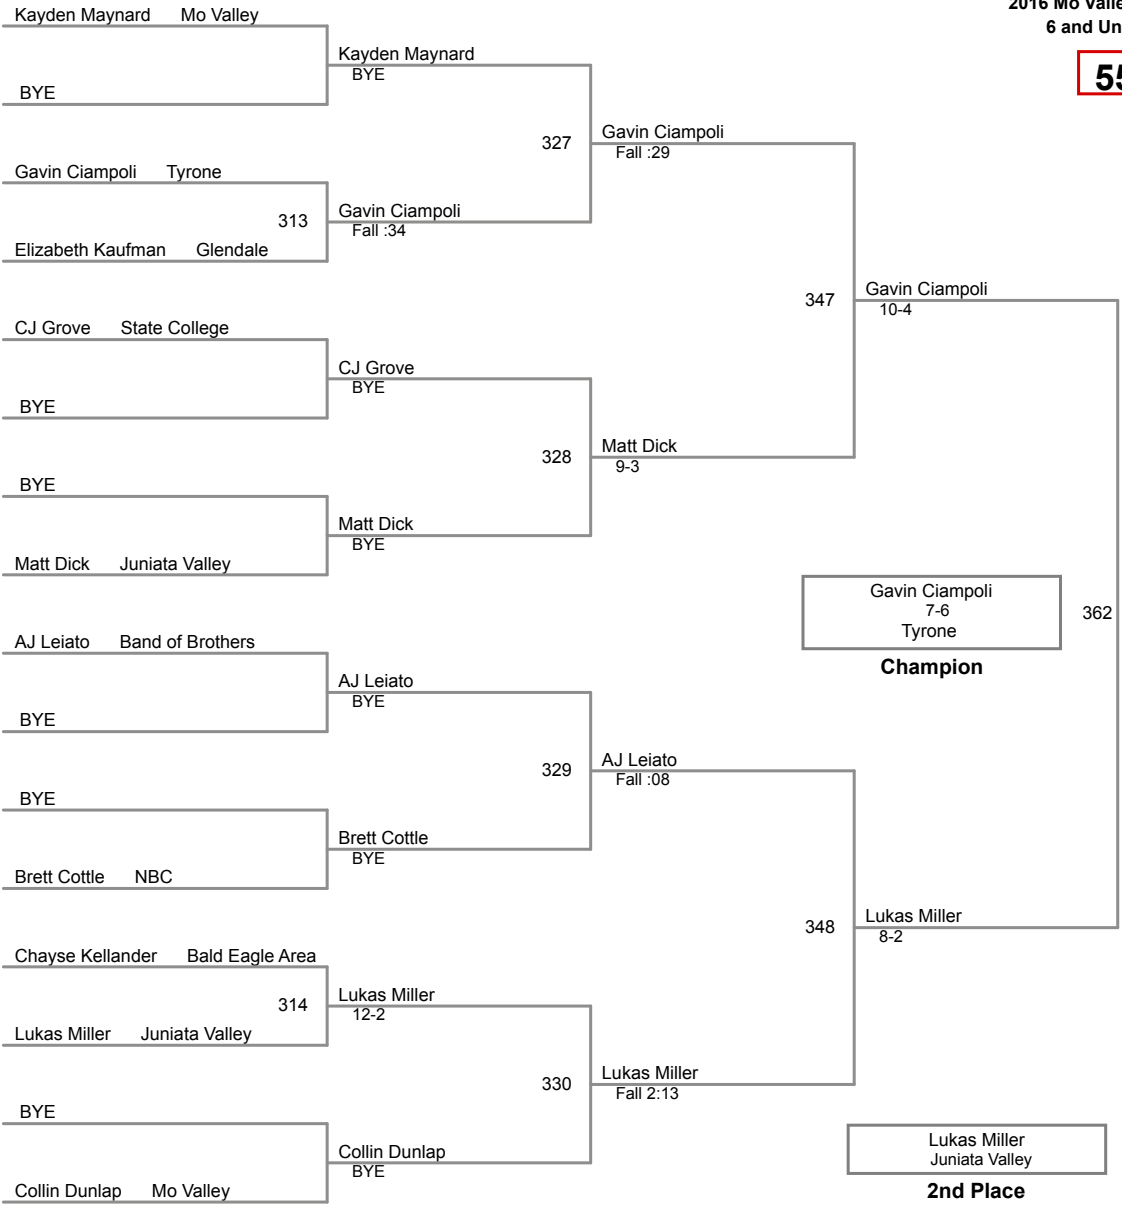 2016 Mo Valle
6 and Un
55
Kayden Maynard Mo Valley
BYE
Kayden Maynard
BYE
Gavin Ciampoli Tyrone
313
Elizabeth Kaufman Glendale
Gavin Ciampoli
Fall :34
327
Gavin Ciampoli
Fall :29
CJ Grove State College
BYE
CJ Grove
BYE
BYE
Matt Dick Juniata Valley
Matt Dick
BYE
328
Matt Dick
9-3
347
Gavin Ciampoli
10-4
AJ Leiato Band of Brothers
BYE
AJ Leiato
BYE
BYE
Brett Cottle NBC
Brett Cottle
BYE
329
AJ Leiato
Fall :08
Chayse Kellander Bald Eagle Area
314
Lukas Miller Juniata Valley
Lukas Miller
12-2
BYE
Collin Dunlap Mo Valley
Collin Dunlap
BYE
330
Lukas Miller
Fall 2:13
348
Lukas Miller
8-2
362
Gavin Ciampoli
7-6
Tyrone
Champion
Lukas Miller
Juniata Valley
2nd Place